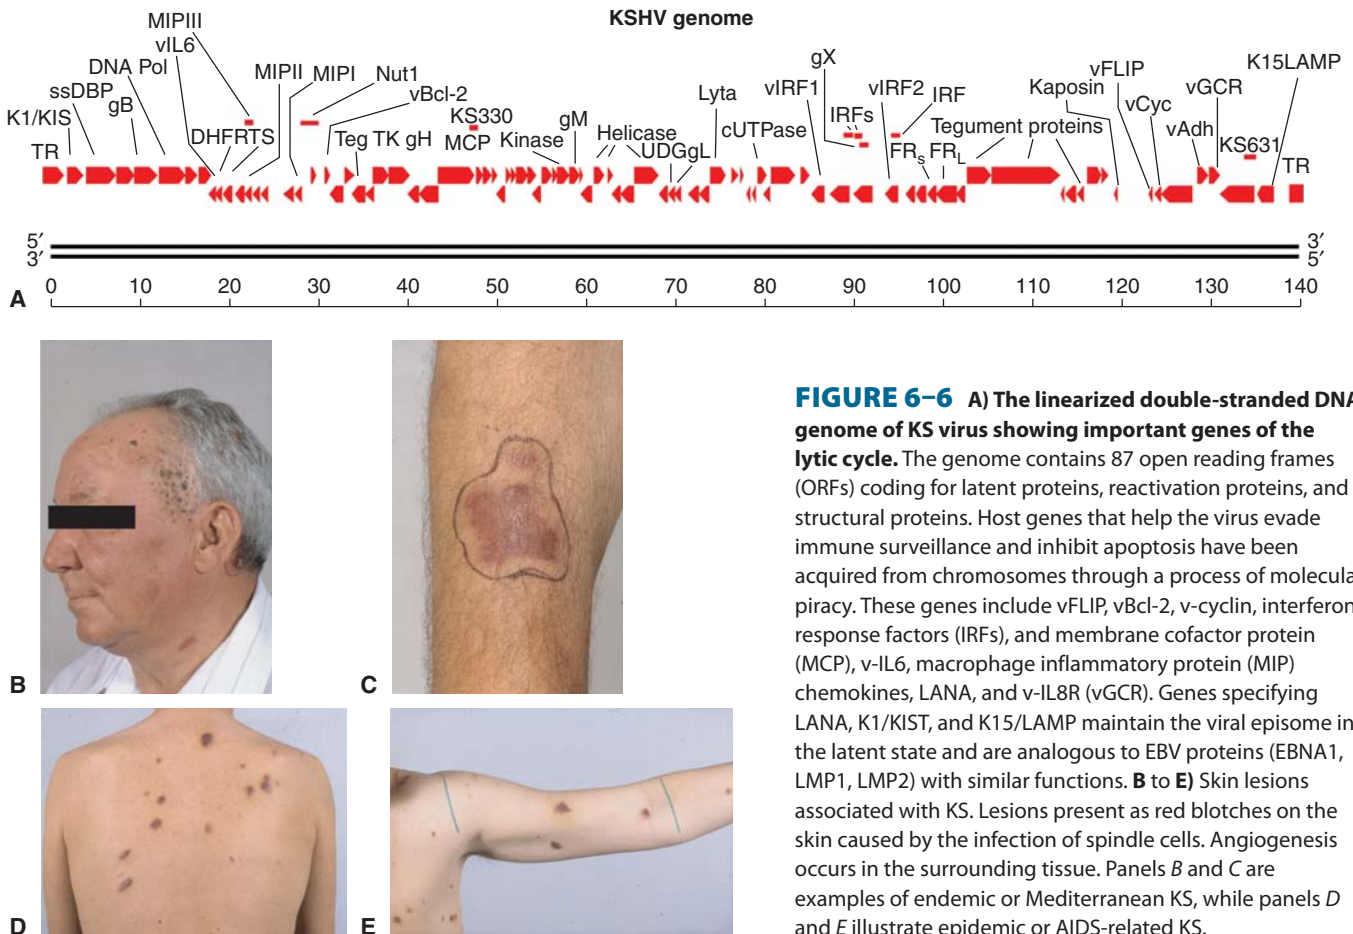 KSHV genome
MIPIII
vIL6
DNA Pol
ssDBP
gB
K1/KIS
TR
MIPII
MIPI
Nut1
vBcl-2
DHFRTS
Teg TK gH
KS330
MCP
Kinase
gM
Helicase
UDGgL
Lyta
cUTPase
vIRF1
gX
IRFs
vIRF2
IRF
FRS
FRL
Tegument proteins
Kaposin
vFLIP
vCyc
vAdh
vGCR
KS631
K15LAMP
TR
5′ 3′
3′ 5′
A
0 10 20 30 40 50 60 70 80 90 100 110 120 130 140
B
C
D
E
FIGURE 6–6 A) The linearized double-stranded DNA
genome of KS virus showing important genes of the
lytic cycle. The genome contains 87 open reading frames
(ORFs) coding for latent proteins, reactivation proteins, and
structural proteins. Host genes that help the virus evade
immune surveillance and inhibit apoptosis have been
acquired from chromosomes through a process of molecula
piracy. These genes include vFLIP, vBcl-2, v-cyclin, interferon
response factors (IRFs), and membrane cofactor protein
(MCP), v-IL6, macrophage inflammatory protein (MIP)
chemokines, LANA, and v-IL8R (vGCR). Genes specifying
LANA, K1/KIST, and K15/LAMP maintain the viral episome in
the latent state and are analogous to EBV proteins (EBNA1,
LMP1, LMP2) with similar functions. B to E) Skin lesions
associated with KS. Lesions present as red blotches on the
skin caused by the infection of spindle cells. Angiogenesis
occurs in the surrounding tissue. Panels B and C are
examples of endemic or Mediterranean KS, while panels D
and E illustrate epidemic or AIDS-related KS.